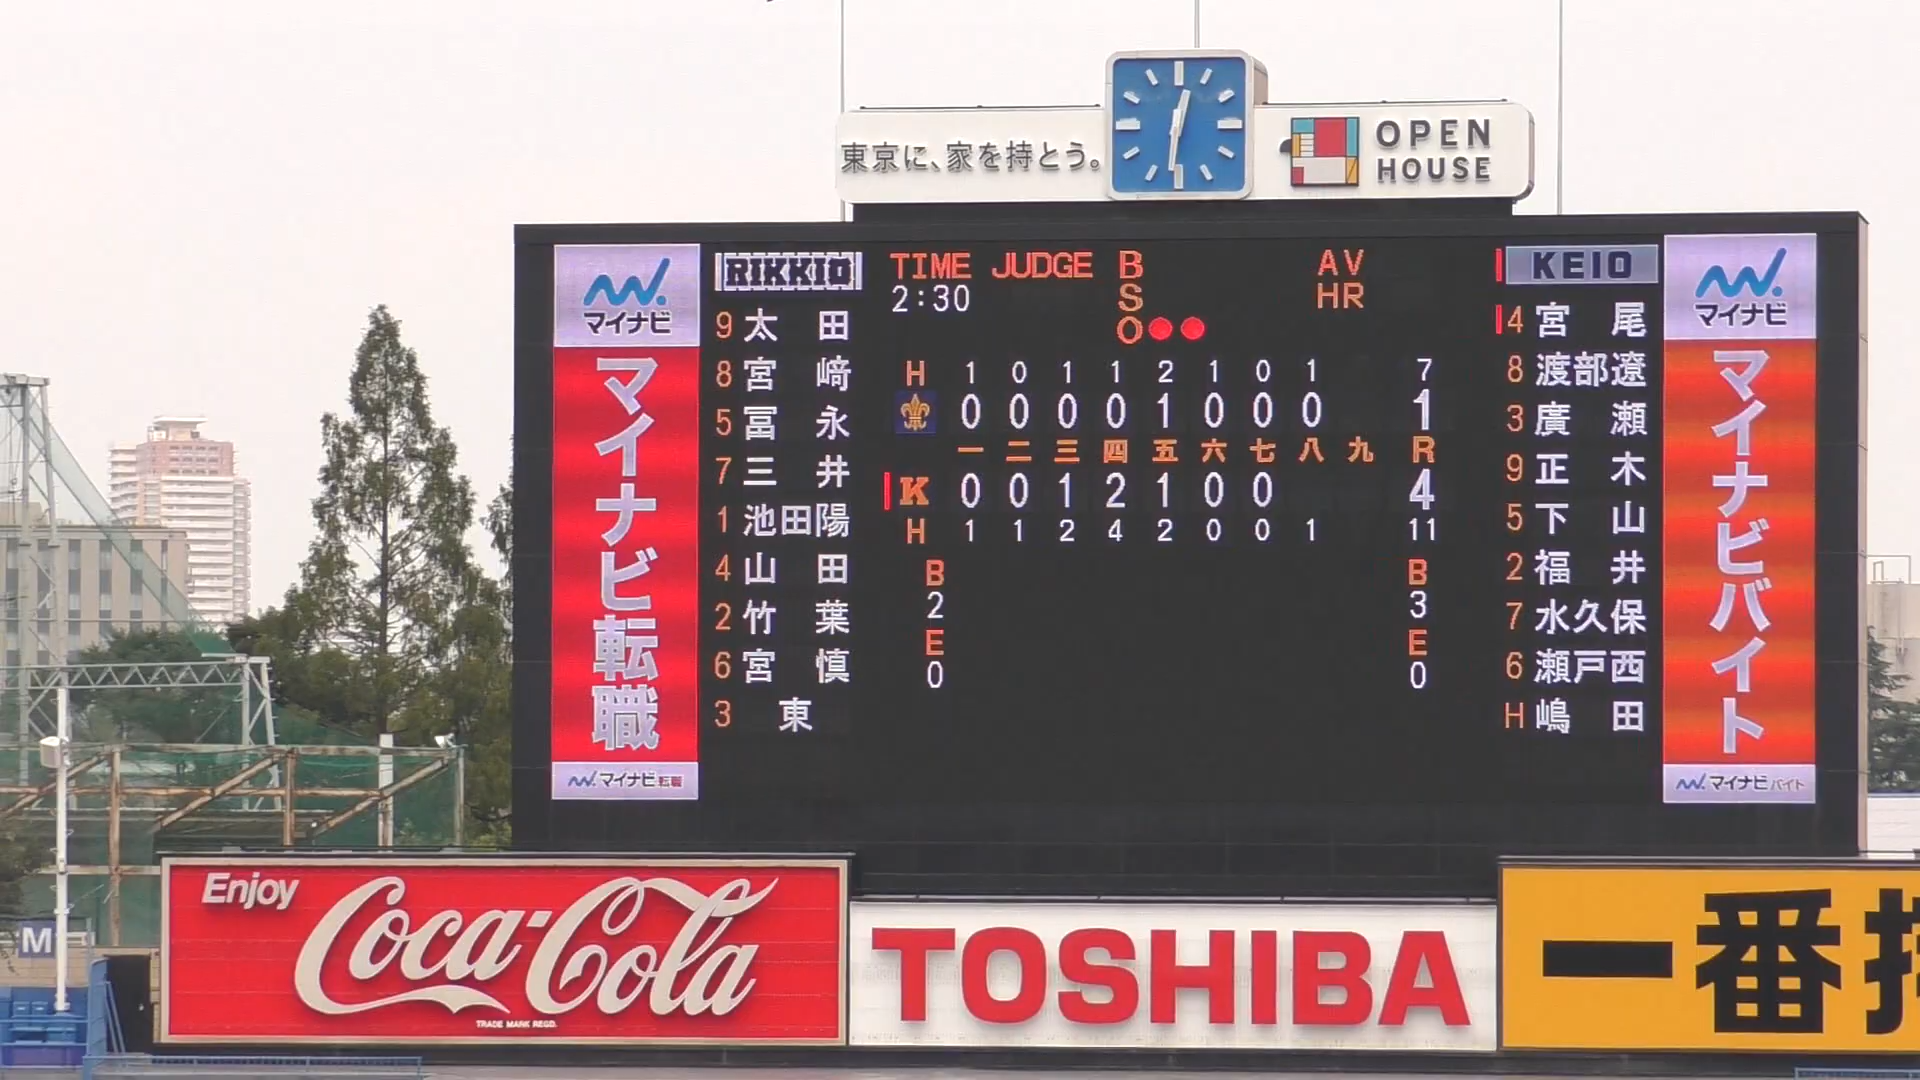 東京に、家を持とう。
OPEN
HOUSE
マイナビ
マイナビ転職
マイナビ転職
RIKKIO
9 太田
8 宮﨑
5 冨永
7 三井
1 池田陽
4 山田
2 竹葉
6 宮慎
3 東
TIME JUDGE B
2:30 S
O
AV
HR
H 1 0 1 1 2 1 0 1 7
0 0 0 0 1 0 0 0 1
一 二 三 四 五 六 七 八 九 R
K 0 0 1 2 1 0 0 4
H 1 1 2 4 2 0 0 1 11
B B
2 3
E E
0 0
KEIO
4 宮尾
8 渡部遼
3 廣瀬
9 正木
5 下山
2 福井
7 水久保
6 瀬戸西
H 嶋田
マイナビ
マイナビバイト
マイナビバイト
Enjoy
Coca-Cola
TRADE MARK REGD.
TOSHIBA
一番搾
M